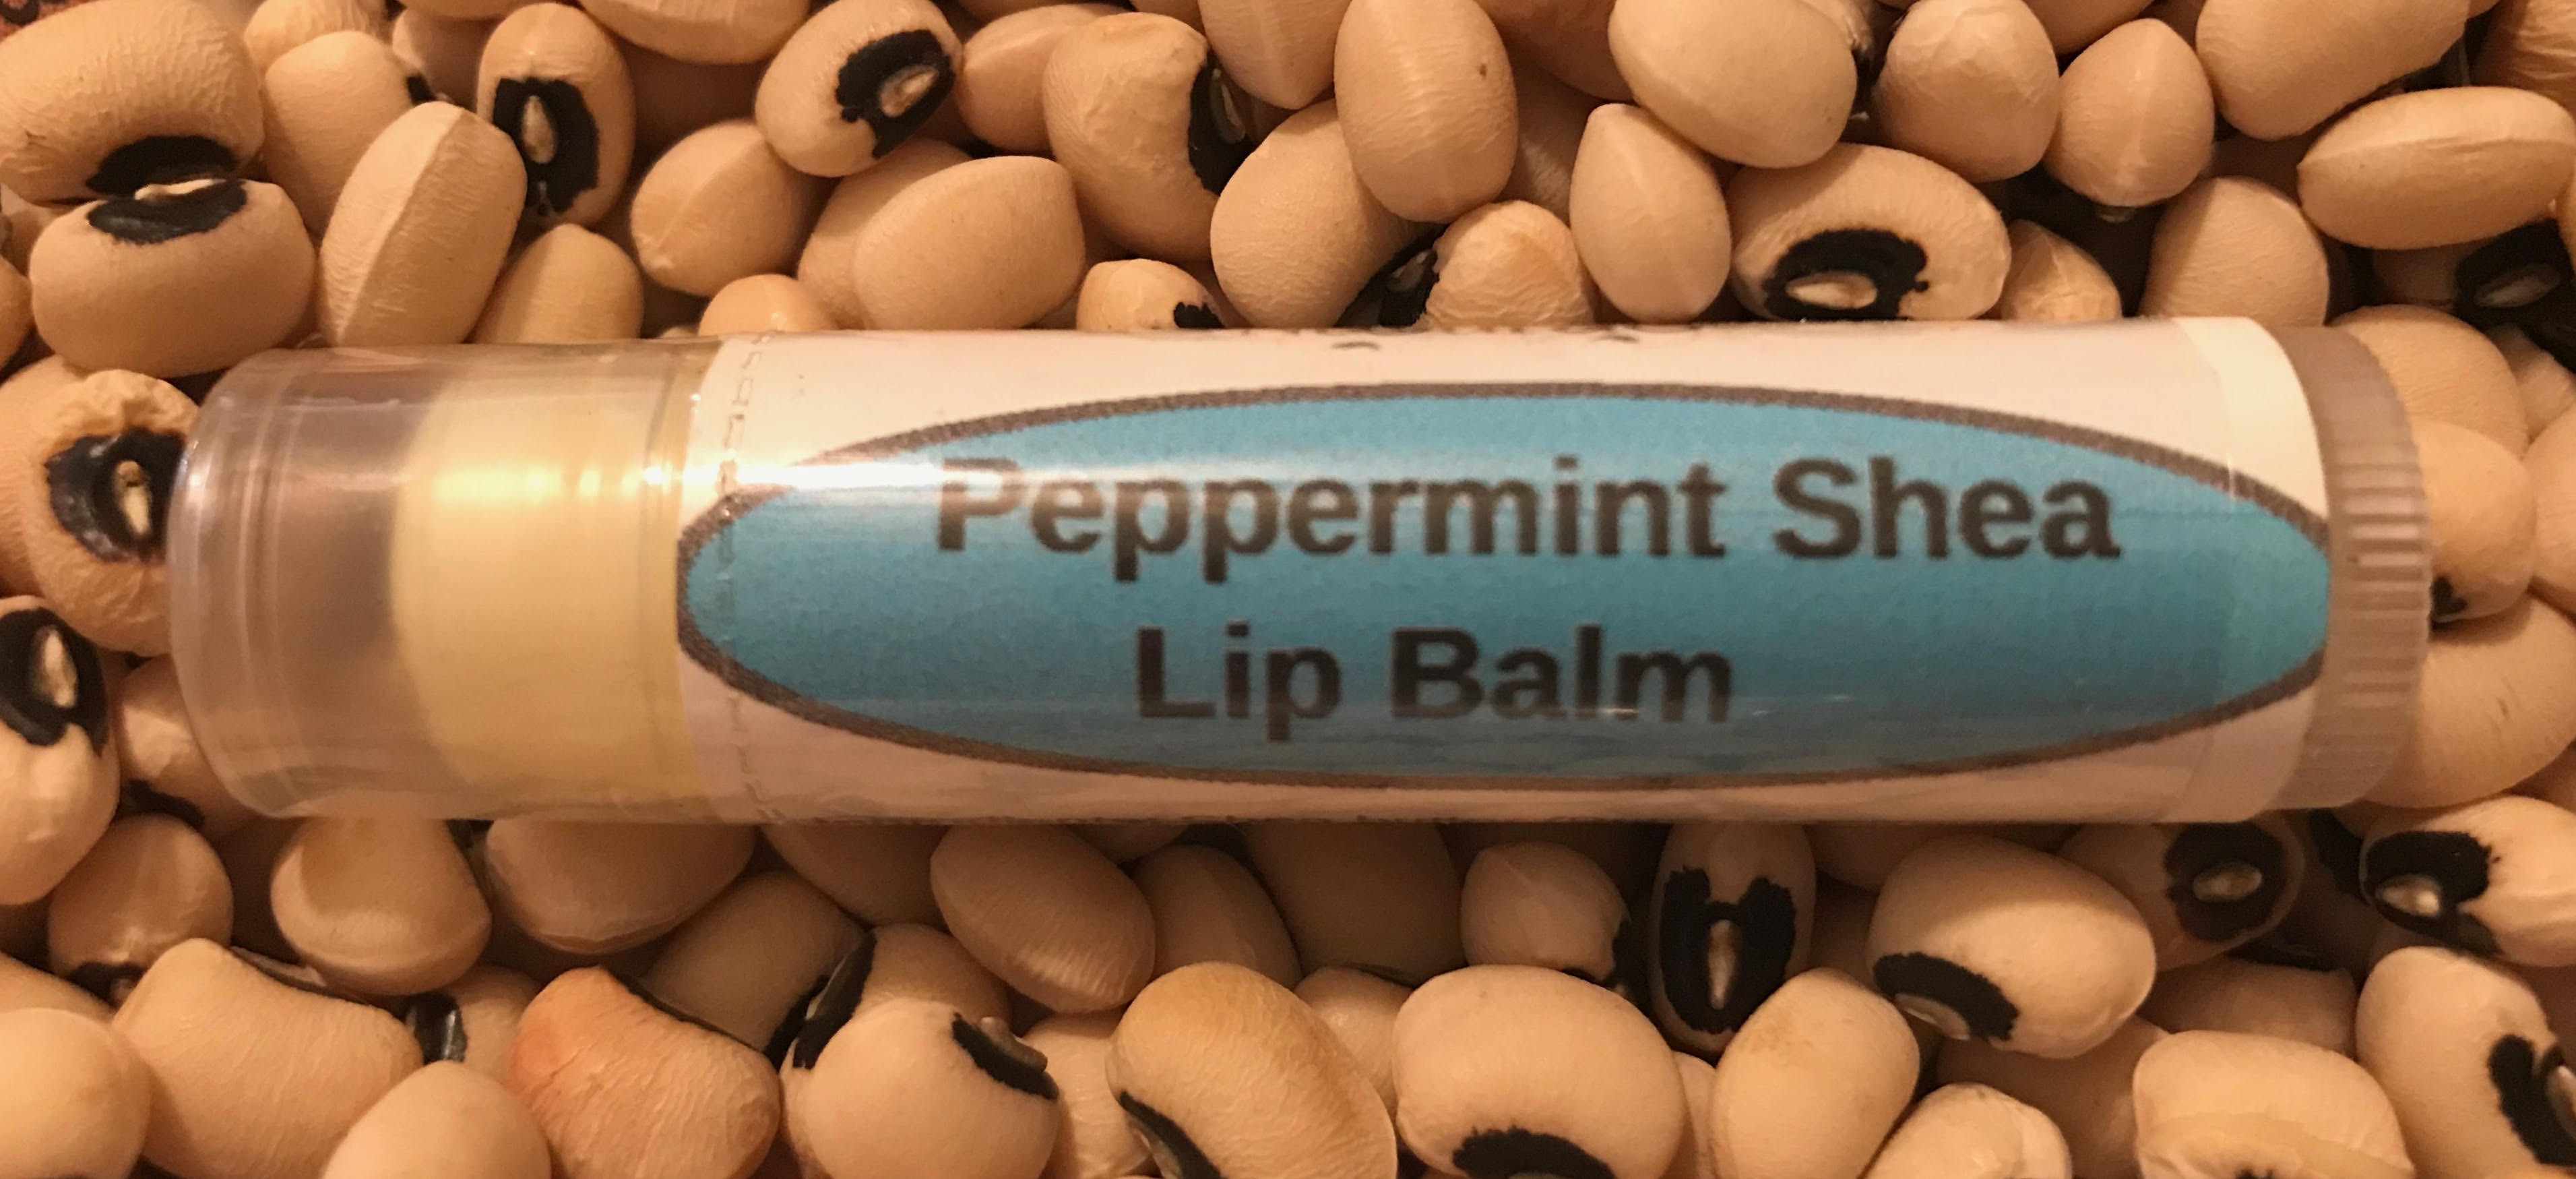 Peppermint Shea
Lip Balm